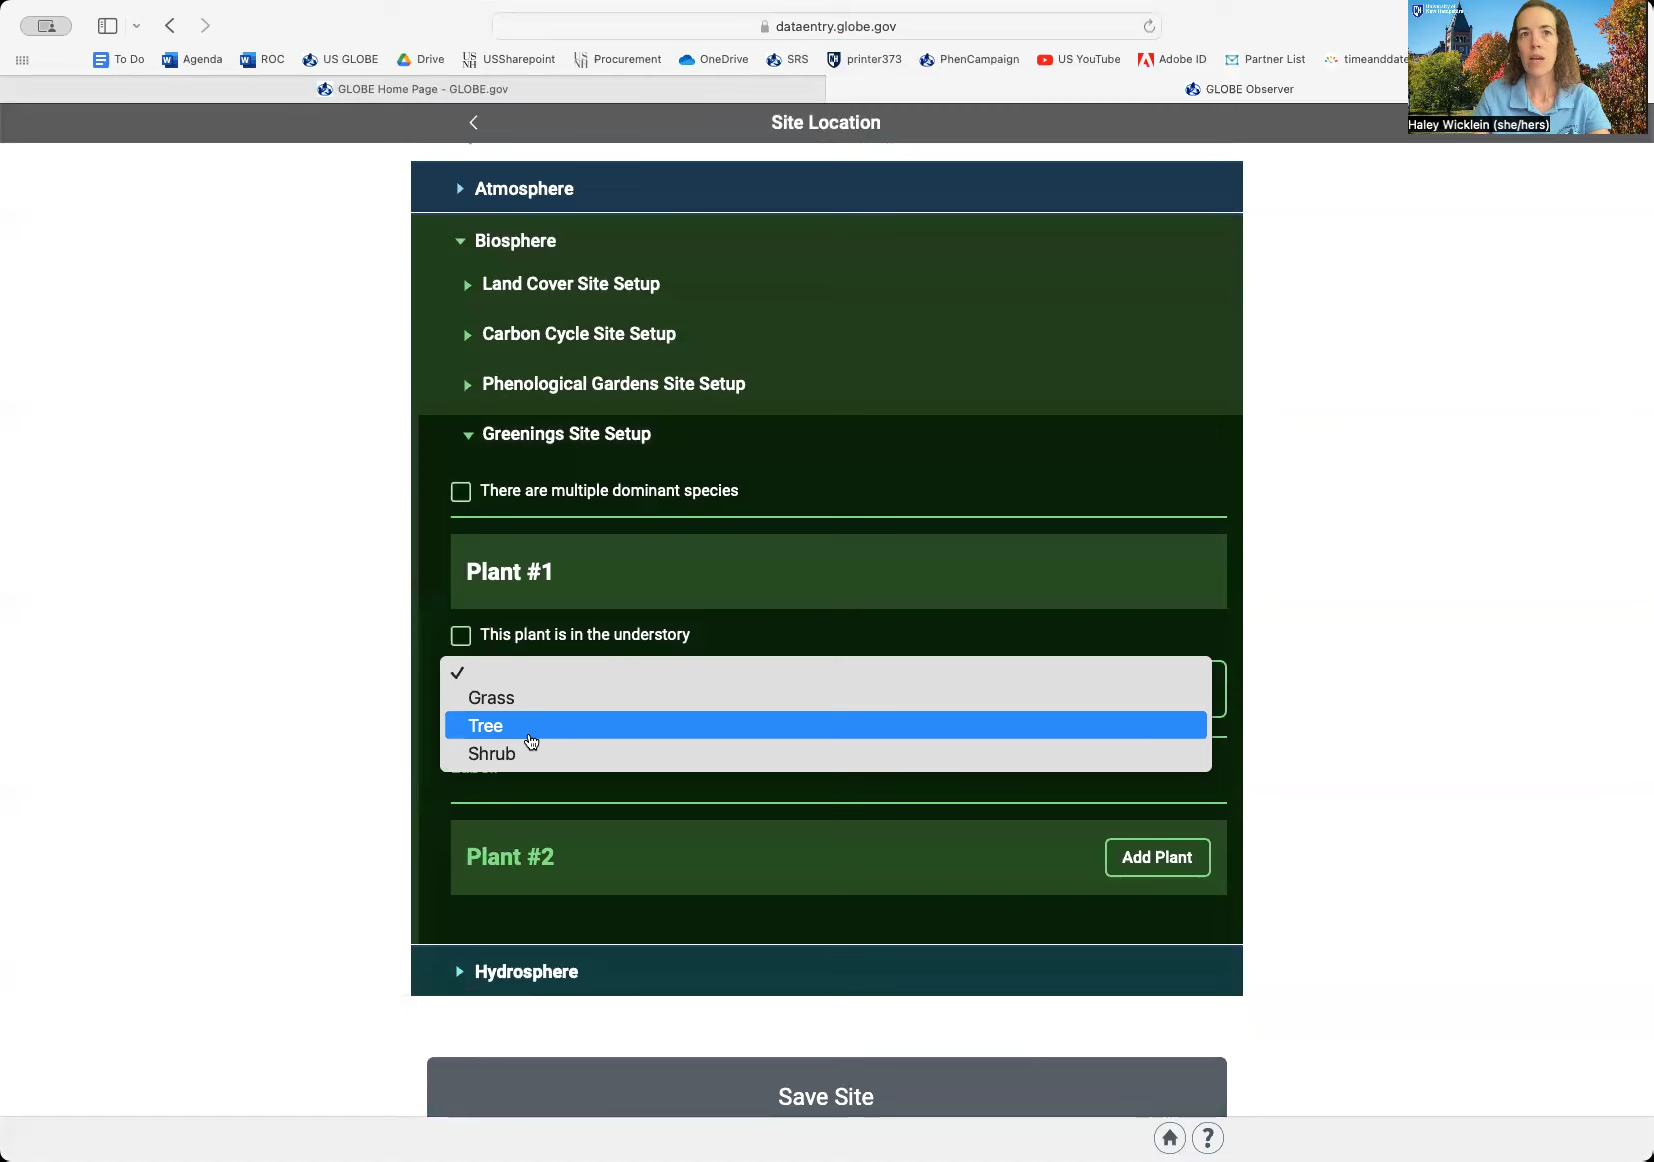 dataentry.globe.gov
To Do
Agenda
ROC
US GLOBE
Drive
USSharepoint
Procurement
OneDrive
SRS
printer373
PhenCampaign
US YouTube
Adobe ID
Partner List
timeanddate
GLOBE Home Page - GLOBE.gov
GLOBE Observer
University of
New Hampshire
Haley Wicklein (she/hers)
Site Location
Atmosphere
Biosphere
Land Cover Site Setup
Carbon Cycle Site Setup
Phenological Gardens Site Setup
Greenings Site Setup
There are multiple dominant species
Plant #1
This plant is in the understory
Grass
Tree
Shrub
Plant #2
Add Plant
Hydrosphere
Save Site
?